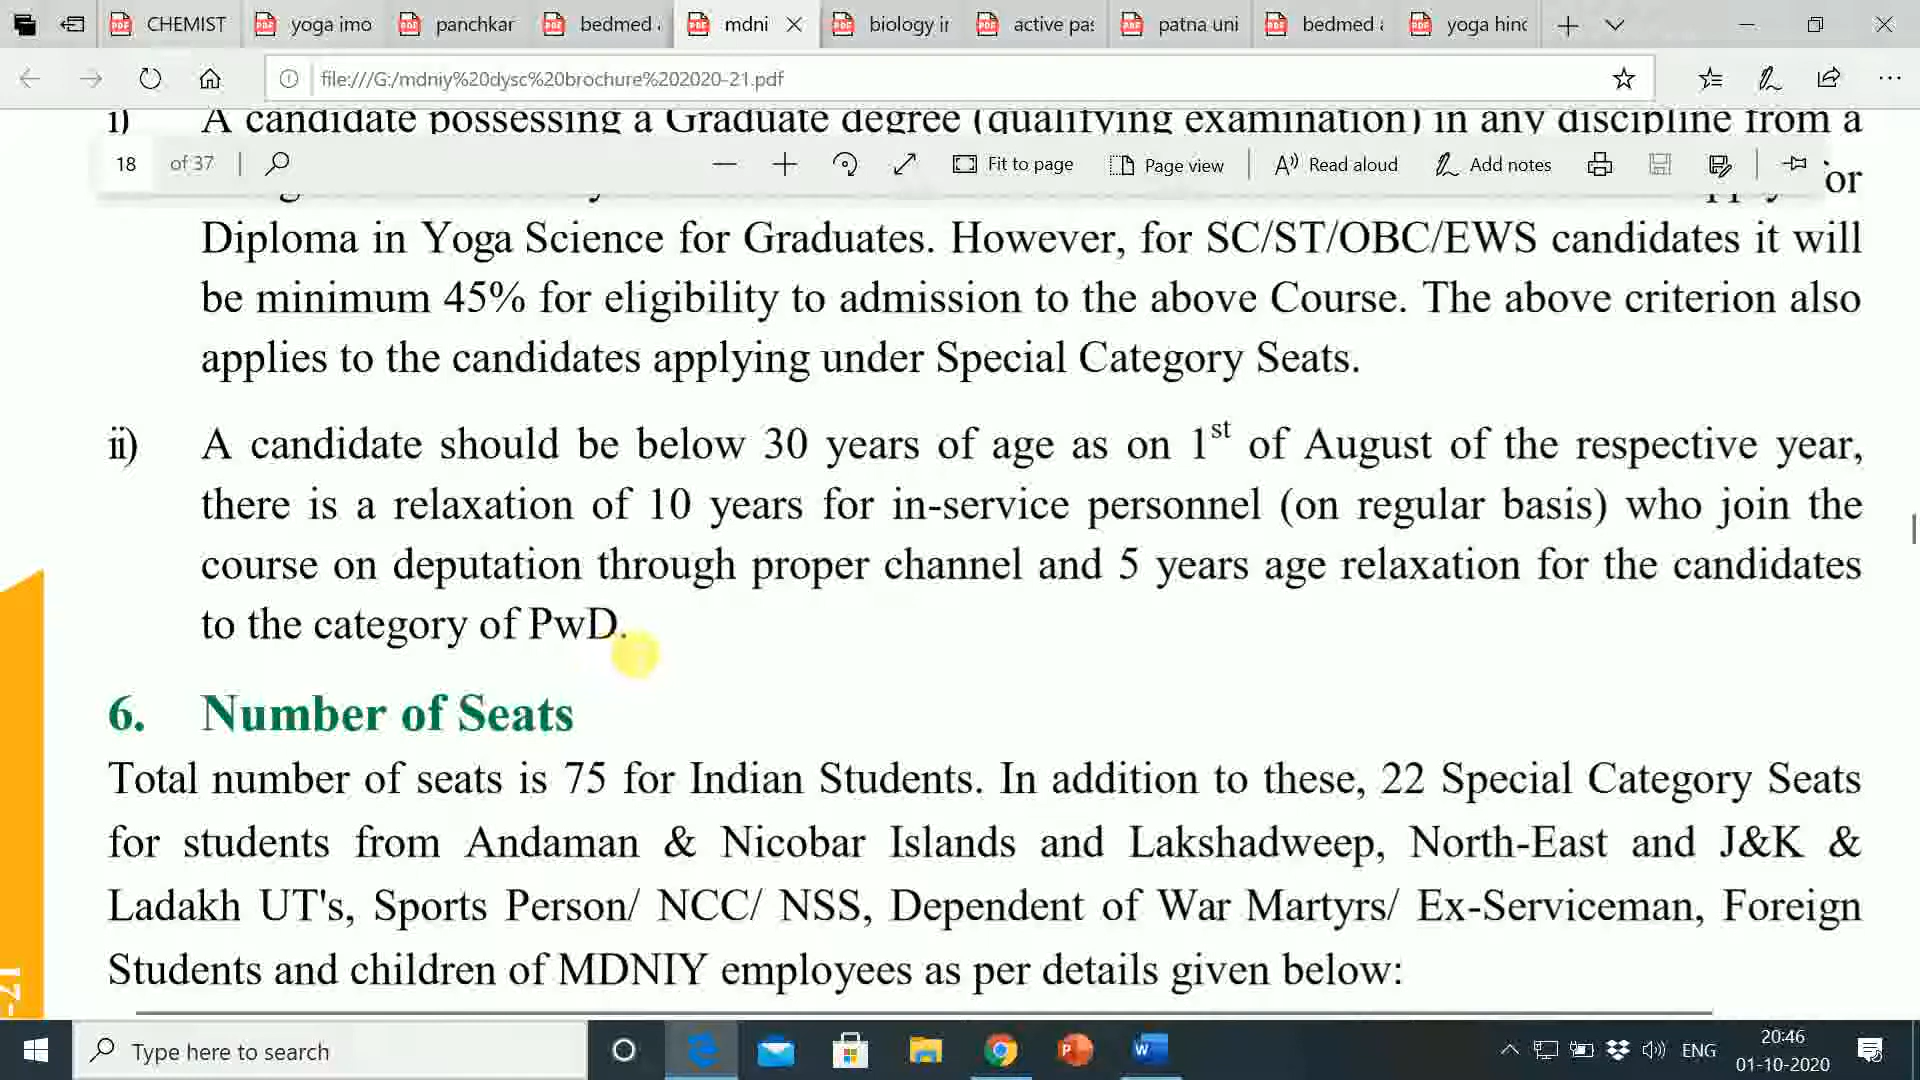 CHEMIST yoga imo panchkar bedmed mdni biology active pas patna uni bedmed yoga hind
file:///G:/mdniy%20dysc%20brochure%202020-21.pdf
i) A candidate possessing a Graduate degree (qualifying examination) in any discipline from a
18 of 37 Fit to page Page view Read aloud Add notes
for
Diploma in Yoga Science for Graduates. However, for SC/ST/OBC/EWS candidates it will
be minimum 45% for eligibility to admission to the above Course. The above criterion also
applies to the candidates applying under Special Category Seats.
ii) A candidate should be below 30 years of age as on 1st of August of the respective year,
there is a relaxation of 10 years for in-service personnel (on regular basis) who join the
course on deputation through proper channel and 5 years age relaxation for the candidates
to the category of PwD.
6. Number of Seats
Total number of seats is 75 for Indian Students. In addition to these, 22 Special Category Seats
for students from Andaman & Nicobar Islands and Lakshadweep, North-East and J&K &
Ladakh UT's, Sports Person/ NCC/ NSS, Dependent of War Martyrs/ Ex-Serviceman, Foreign
Students and children of MDNIY employees as per details given below:
17-
Type here to search
ENG
20:46
01-10-2020